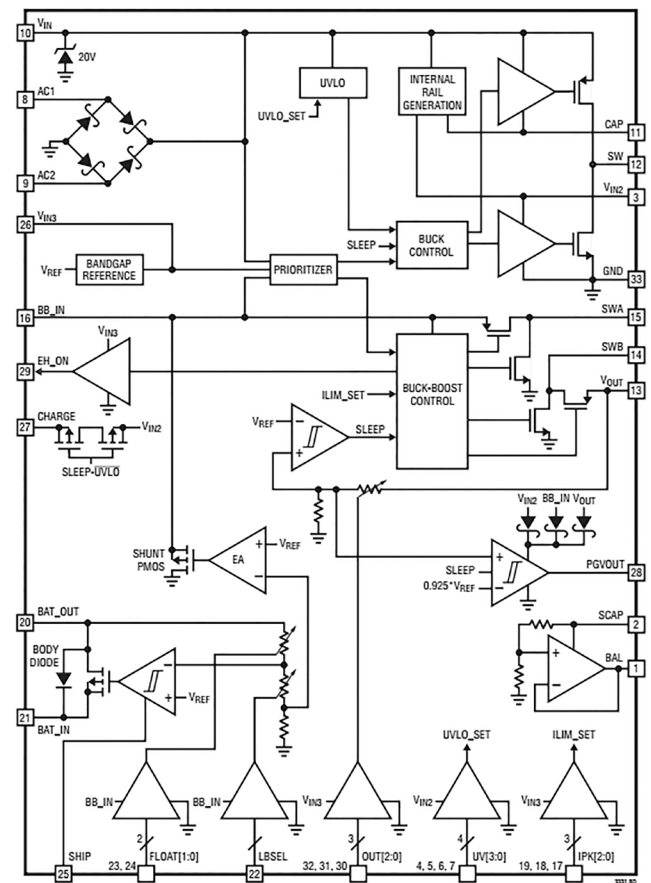 10 VIN
20V
8 AC1
9 AC2
26 VIN3
VREF BANDGAP REFERENCE
UVLO
UVLO_SET
INTERNAL RAIL GENERATION
CAP 11
SW 12
VIN2 3
SLEEP
BUCK CONTROL
PRIORITIZER
GND 33
16 BB_IN
SWA 15
VIN3
29 EH_ON
SWB 14
VOUT 13
BUCK-BOOST CONTROL
ILIM_SET
27 CHARGE
VIN2
SLEEP•UVLO
VREF
SLEEP
VIN2 BB_IN VOUT
SHUNT PMOS
EA
VREF
SLEEP
0.925*VREF
PGVOUT 28
20 BAT_OUT
SCAP 2
BODY DIODE
BAL 1
VREF
21 BAT_IN
UVLO_SET
ILIM_SET
BB_IN
BB_IN
VIN3
VIN2
VIN3
2
3
4
3
SHIP
25
23, 24
FLOAT[1:0]
LBSEL
22
32, 31, 30
OUT[2:0]
4, 5, 6, 7
UV[3:0]
19, 18, 17
IPK[2:0]
3331 BD